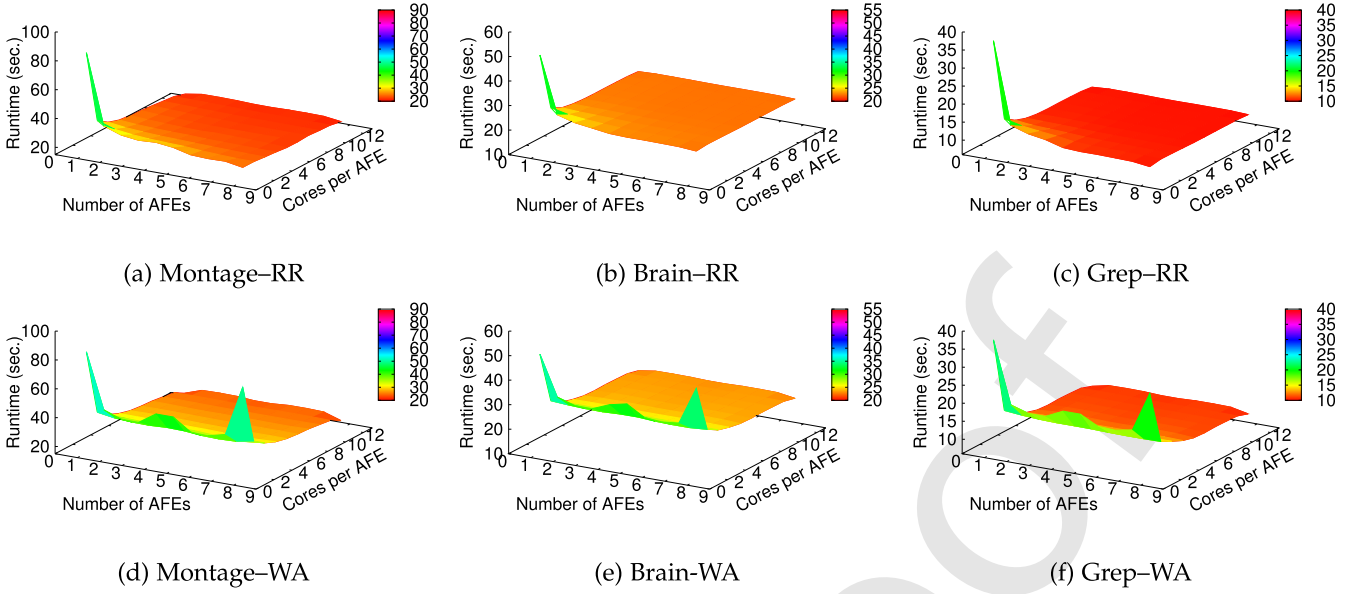 Runtime (sec.)
100
80
60
40
20
90
80
70
60
50
40
30
20
0 1 2 3 4 5 6 7 8 9
Number of AFEs
0 2 4 6 8 10 12
Cores per AFE
(a) Montage–RR
Runtime (sec.)
60
50
40
30
20
10
55
50
45
40
35
30
25
20
0 1 2 3 4 5 6 7 8 9
Number of AFEs
0 2 4 6 8 10 12
Cores per AFE
(b) Brain–RR
Runtime (sec.)
40
35
30
25
20
15
10
40
35
30
25
20
15
10
0 1 2 3 4 5 6 7 8 9
Number of AFEs
0 2 4 6 8 10 12
Cores per AFE
(c) Grep–RR
Runtime (sec.)
100
80
60
40
20
90
80
70
60
50
40
30
20
0 1 2 3 4 5 6 7 8 9
Number of AFEs
0 2 4 6 8 10 12
Cores per AFE
(d) Montage–WA
Runtime (sec.)
60
50
40
30
20
10
55
50
45
40
35
30
25
20
0 1 2 3 4 5 6 7 8 9
Number of AFEs
0 2 4 6 8 10 12
Cores per AFE
(e) Brain-WA
Runtime (sec.)
40
35
30
25
20
15
10
40
35
30
25
20
15
10
0 1 2 3 4 5 6 7 8 9
Number of AFEs
0 2 4 6 8 10 12
Cores per AFE
(f) Grep–WA